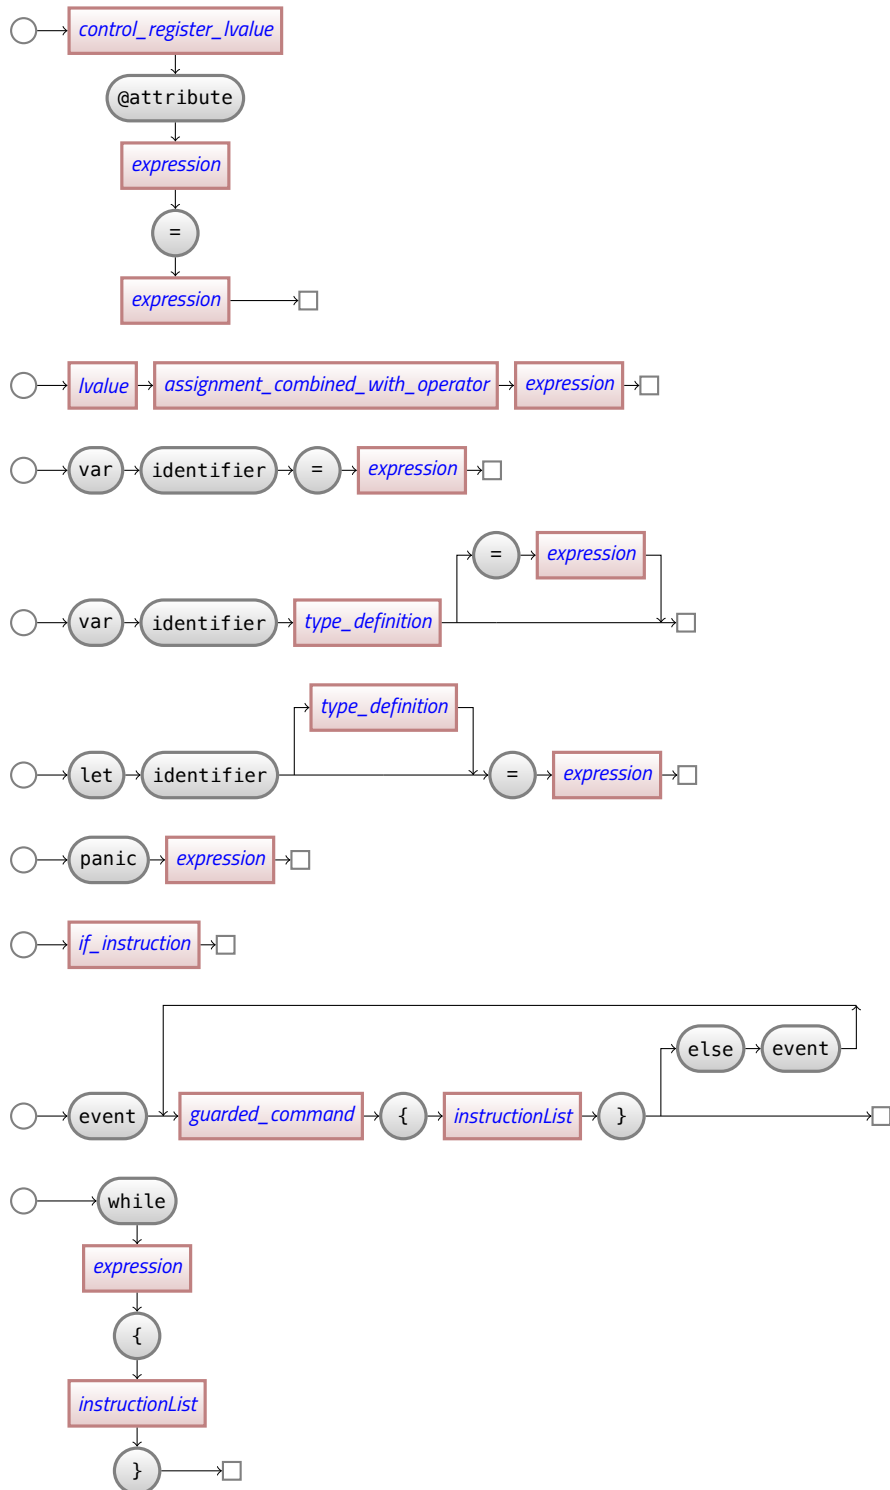 control_register_lvalue
@attribute
expression
=
expression
lvalue assignment_combined_with_operator expression
var identifier = expression
= expression
var identifier type_definition
type_definition
let identifier = expression
panic expression
if_instruction
else event
event guarded_command { instructionList }
while
expression
{
instructionList
}